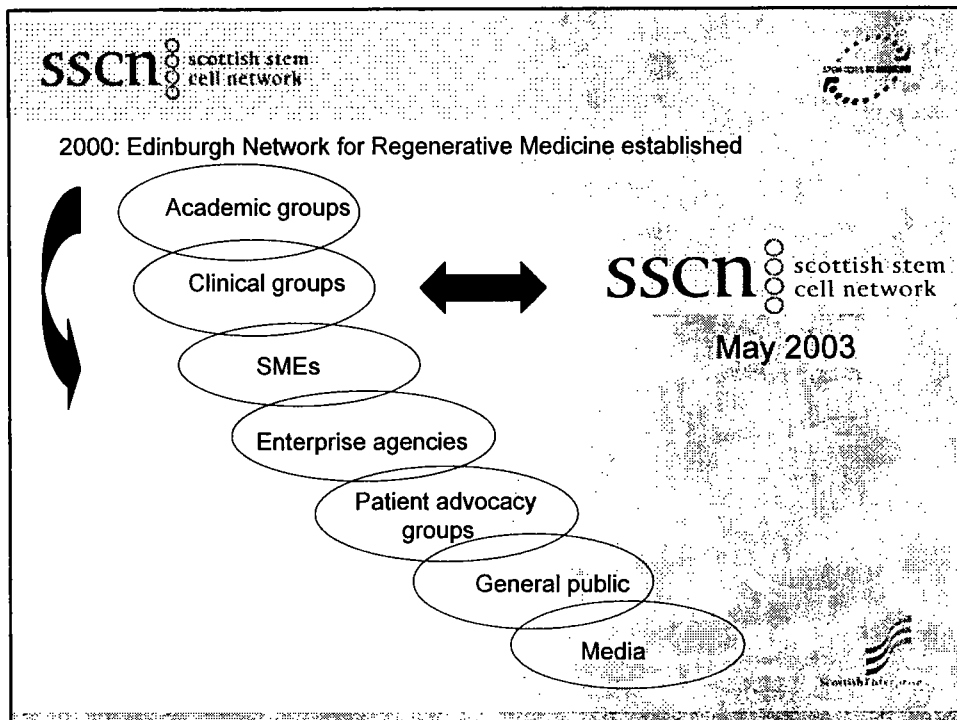 sscn scottish stem
cell network
2000: Edinburgh Network for Regenerative Medicine established
Academic groups
Clinical groups
SMEs
Enterprise agencies
Patient advocacy
groups
General public
Media
sscn scottish stem
cell network
May 2003
Scottish